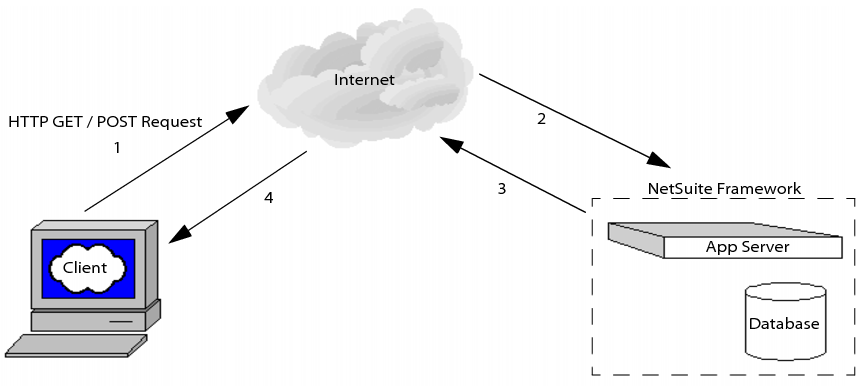 Internet
HTTP GET / POST Request
1
2
3
4
NetSuite Framework
App Server
Client
Database